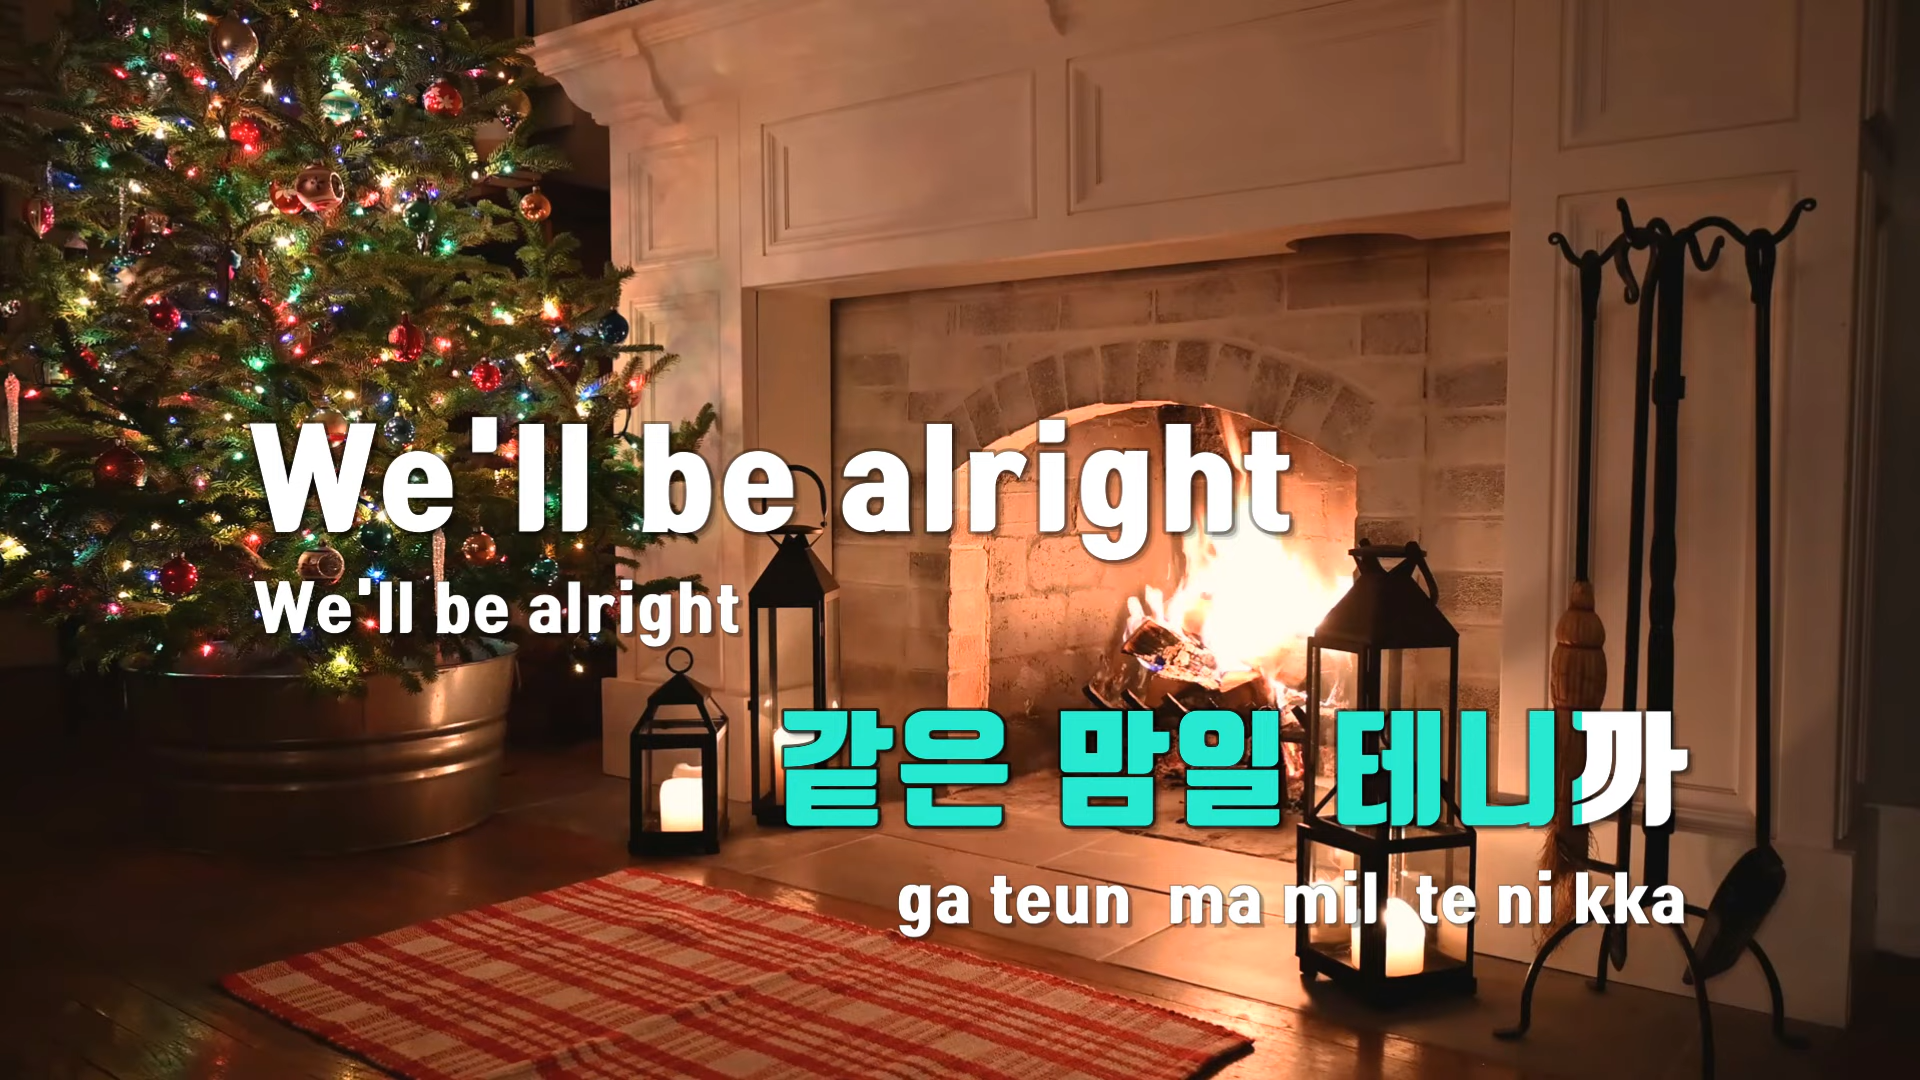 We'll be alright
We'll be alright
같은 맘일 테니까
ga teun ma mil te ni kka